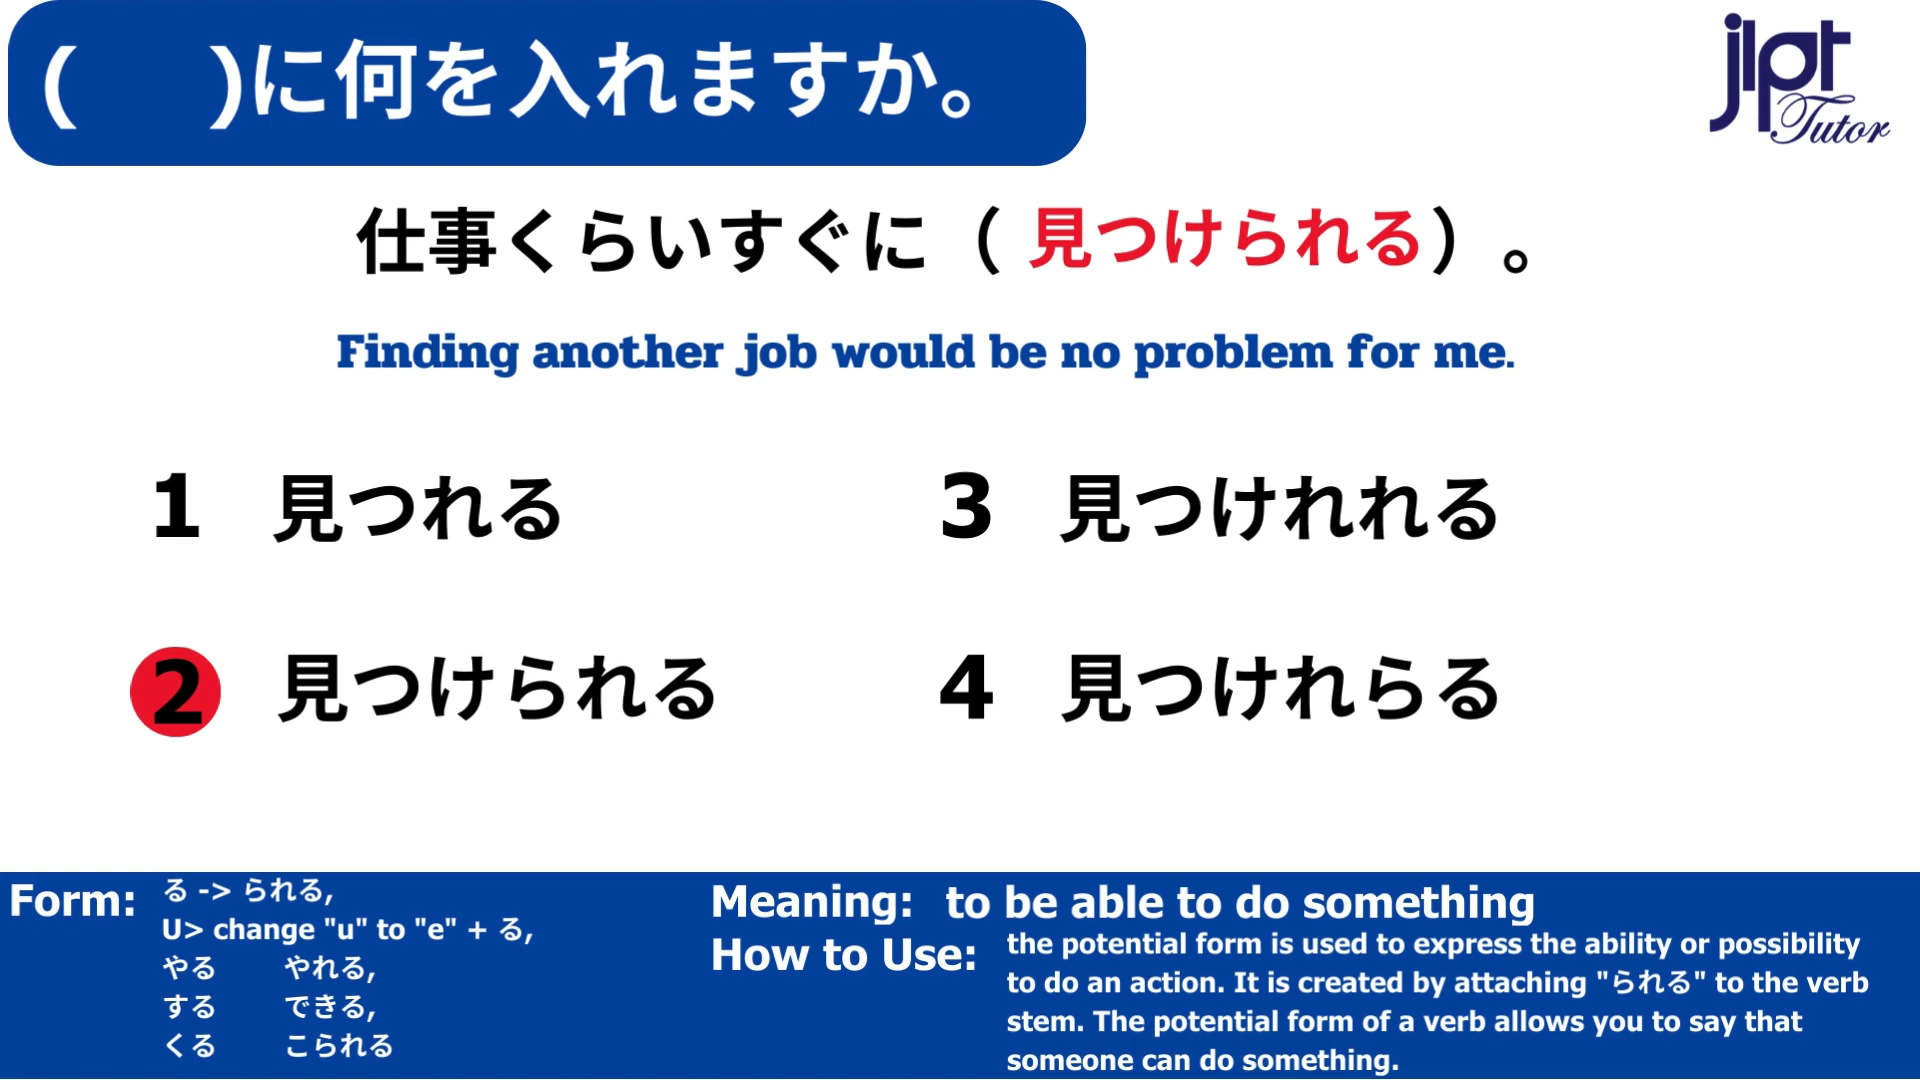 (　　)に何を入れますか。
jlpt
Tutor
仕事くらいすぐに（見つけられる）。
Finding another job would be no problem for me.
1 見つれる
3 見つけれれる
2 見つけられる
4 見つけれらる
Form: る -> られる,
U> change "u" to "e" + る,
やる やれる,
する できる,
くる こられる
Meaning: to be able to do something
How to Use: the potential form is used to express the ability or possibility
to do an action. It is created by attaching "られる" to the verb
stem. The potential form of a verb allows you to say that
someone can do something.